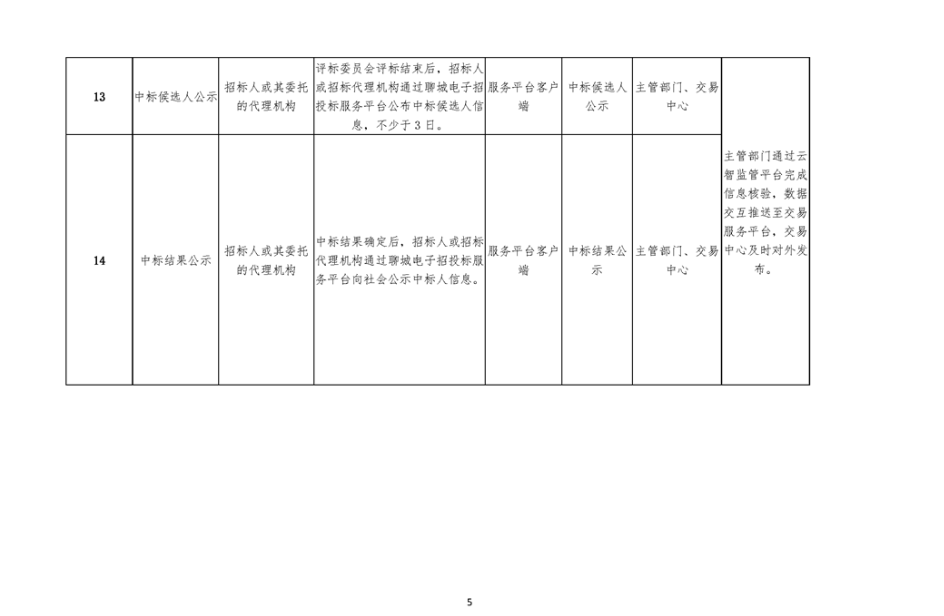 13
中标候选人公示
招标人或其委托
的代理机构
评标委员会评标结束后，招标人
或招标代理机构通过聊城电子招
投标服务平台公布中标候选人信
息，不少于 3 日。
服务平台客户
端
中标候选人
公示
主管部门、交易
中心
14
中标结果公示
招标人或其委托
的代理机构
中标结果确定后，招标人或招标
代理机构通过聊城电子招投标服
务平台向社会公示中标人信息。
服务平台客户
端
中标结果公
示
主管部门、交易
中心
主管部门通过云
智监管平台完成
信息核验，数据
交互推送至交易
服务平台，交易
中心及时对外发
布。
5